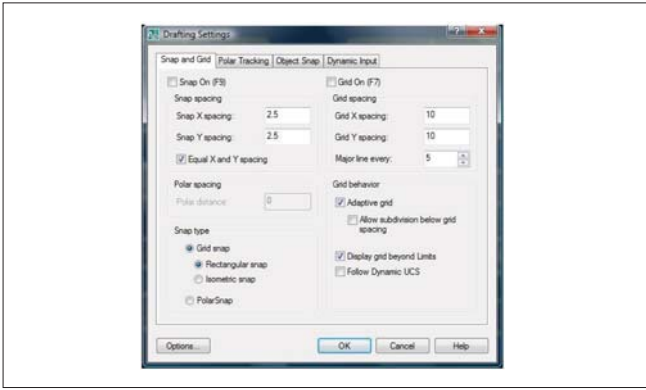 Drafting Settings
Snap and Grid
Polar Tracking
Object Snap
Dynamic Input
Snap On (F9)
Snap spacing
Snap X spacing: 2.5
Snap Y spacing: 2.5
Equal X and Y spacing
Polar spacing
Polar distance: 0
Snap type
Grid snap
Rectangular snap
Isometric snap
PolarSnap
Grid On (F7)
Grid spacing
Grid X spacing: 10
Grid Y spacing: 10
Major line every: 5
Grid behavior
Adaptive grid
Allow subdivision below grid
spacing
Display grid beyond Limits
Follow Dynamic UCS
Options...
OK
Cancel
Help